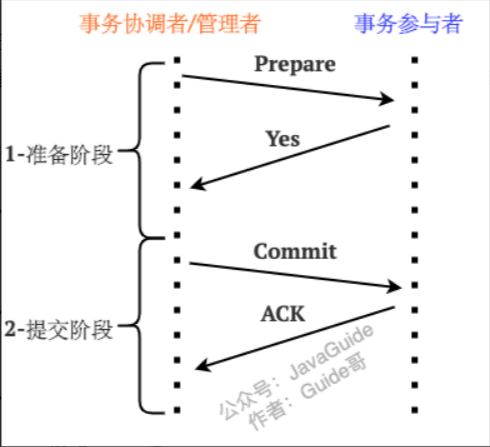 事务协调者/管理者
事务参与者
Prepare
Yes
1-准备阶段
Commit
ACK
2-提交阶段
公众号：JavaGuide
作者：Guide哥